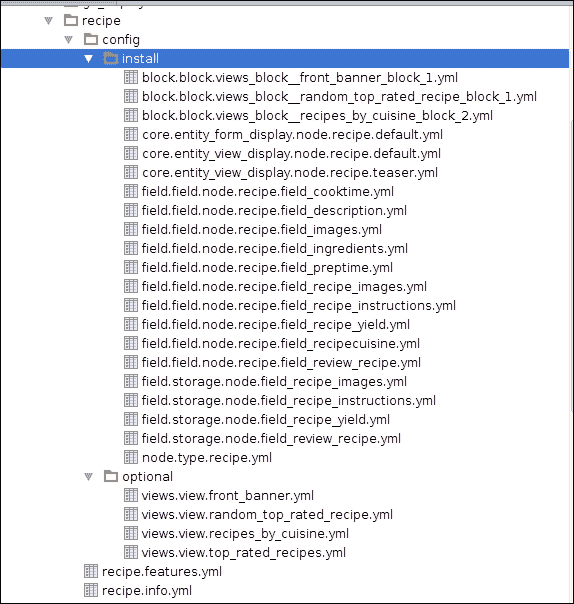 recipe
config
install
block.block.views_block__front_banner_block_1.yml
block.block.views_block__random_top_rated_recipe_block_1.yml
block.block.views_block__recipes_by_cuisine_block_2.yml
core.entity_form_display.node.recipe.default.yml
core.entity_view_display.node.recipe.default.yml
core.entity_view_display.node.recipe.teaser.yml
field.field.node.recipe.field_cooktime.yml
field.field.node.recipe.field_description.yml
field.field.node.recipe.field_images.yml
field.field.node.recipe.field_ingredients.yml
field.field.node.recipe.field_preptime.yml
field.field.node.recipe.field_recipe_images.yml
field.field.node.recipe.field_recipe_instructions.yml
field.field.node.recipe.field_recipe_yield.yml
field.field.node.recipe.field_recipecuisine.yml
field.field.node.recipe.field_review_recipe.yml
field.storage.node.field_recipe_images.yml
field.storage.node.field_recipe_instructions.yml
field.storage.node.field_recipe_yield.yml
field.storage.node.field_review_recipe.yml
node.type.recipe.yml
optional
views.view.front_banner.yml
views.view.random_top_rated_recipe.yml
views.view.recipes_by_cuisine.yml
views.view.top_rated_recipes.yml
recipe.features.yml
recipe.info.yml